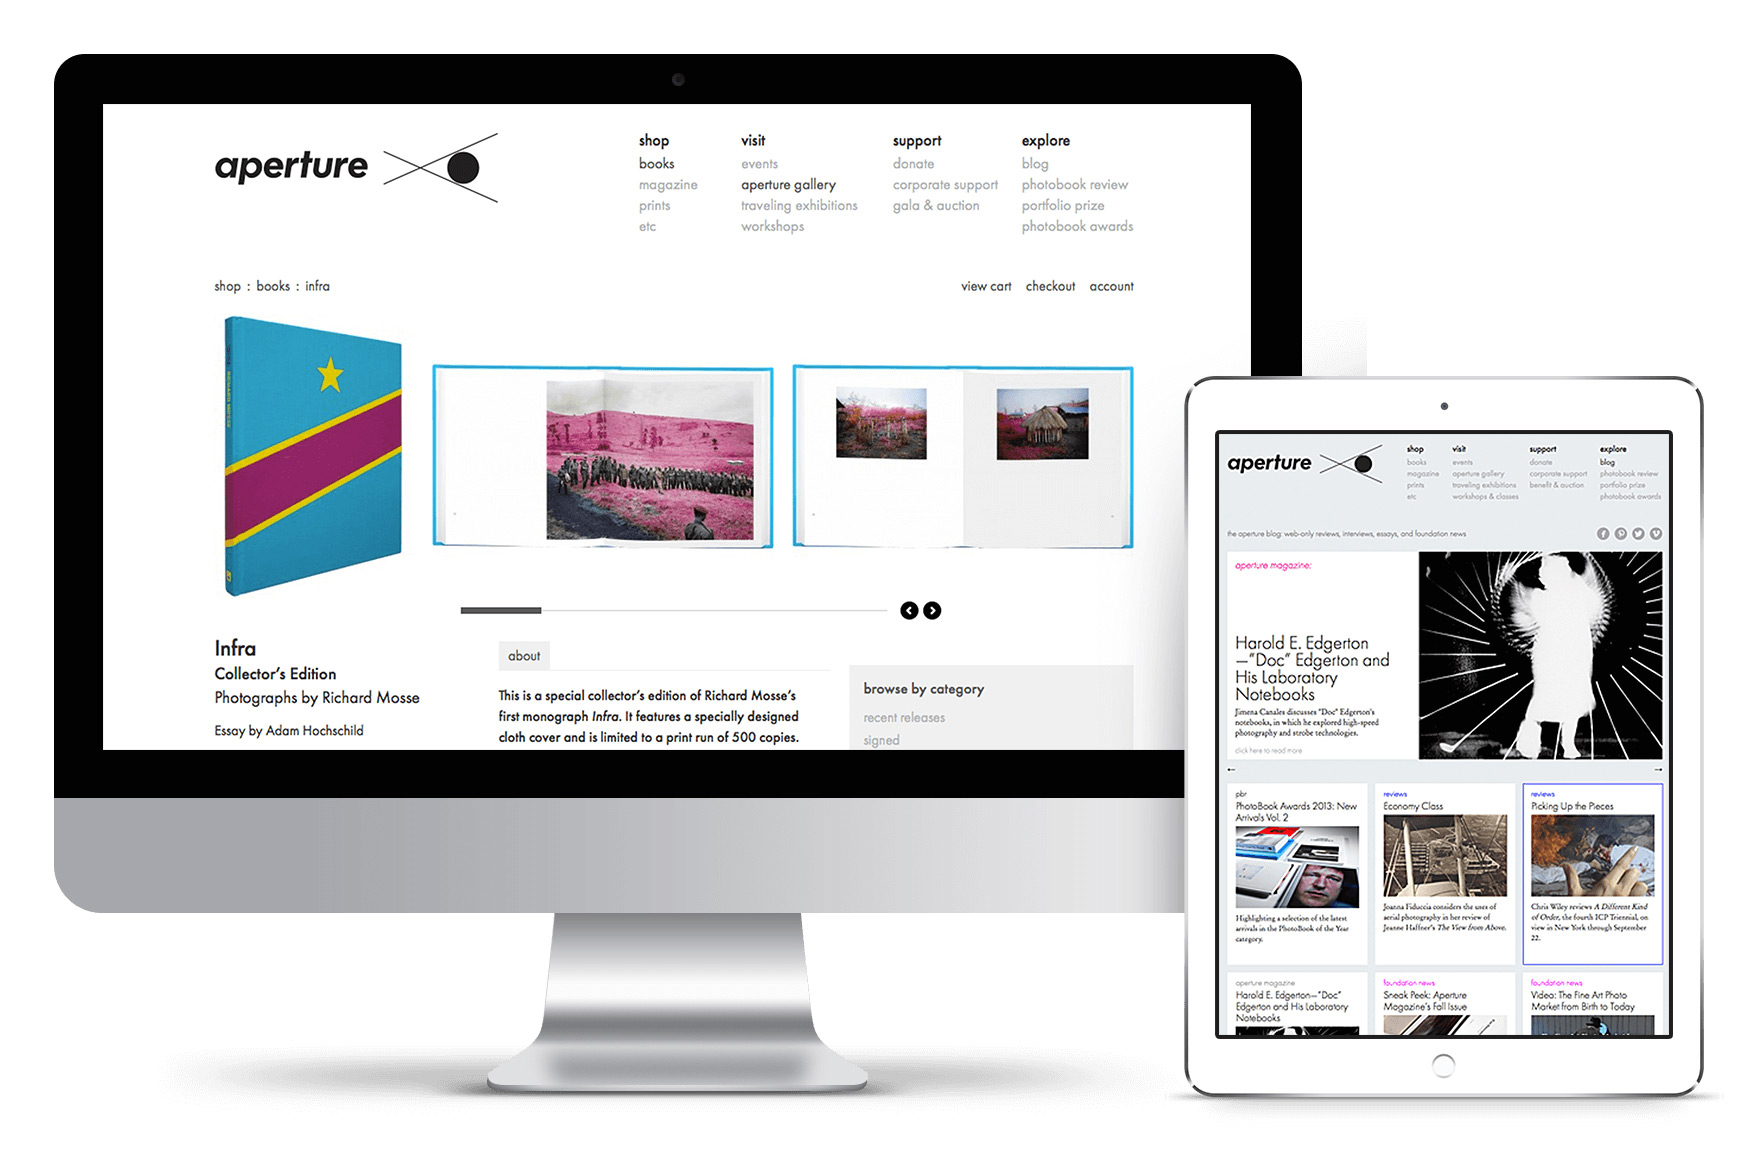 aperture
shop
books
magazine
prints
etc
visit
events
aperture gallery
traveling exhibitions
workshops
support
donate
corporate support
gala & auction
explore
blog
photobook review
portfolio prize
photobook awards
shop : books : infra
view cart checkout account
Infra
Collector's Edition
Photographs by Richard Mosse
Essay by Adam Hochschild
about
This is a special collector's edition of Richard Mosse's
first monograph Infra. It features a specially designed
cloth cover and is limited to a print run of 500 copies.
browse by category
recent releases
signed
aperture
shop
books
magazine
prints
etc
visit
events
aperture gallery
traveling exhibitions
workshops & classes
support
donate
corporate support
benefit & auction
explore
blog
photobook review
portfolio prize
photobook awards
the aperture blog: web-only reviews, interviews, essays, and foundation news
aperture magazine:
Harold E. Edgerton
—"Doc" Edgerton and
His Laboratory
Notebooks
Jimena Canales discusses "Doc" Edgerton's
notebooks, in which he explored high-speed
photography and strobe technologies.
click here to read more
pbr
PhotoBook Awards 2013: New
Arrivals Vol. 2
Highlighting a selection of the latest
arrivals in the PhotoBook of the Year
category.
reviews
Economy Class
Joanna Fiduccia considers the uses of
aerial photography in her review of
Jeanne Haffner's The View from Above.
reviews
Picking Up the Pieces
Chris Wiley reviews A Different Kind
of Order, the fourth ICP Triennial, on
view in New York through September
22.
aperture magazine
Harold E. Edgerton—"Doc"
Edgerton and His Laboratory
Notebooks
foundation news
Sneak Peek: Aperture
Magazine's Fall Issue
foundation news
Video: The Fine Art Photo
Market from Birth to Today